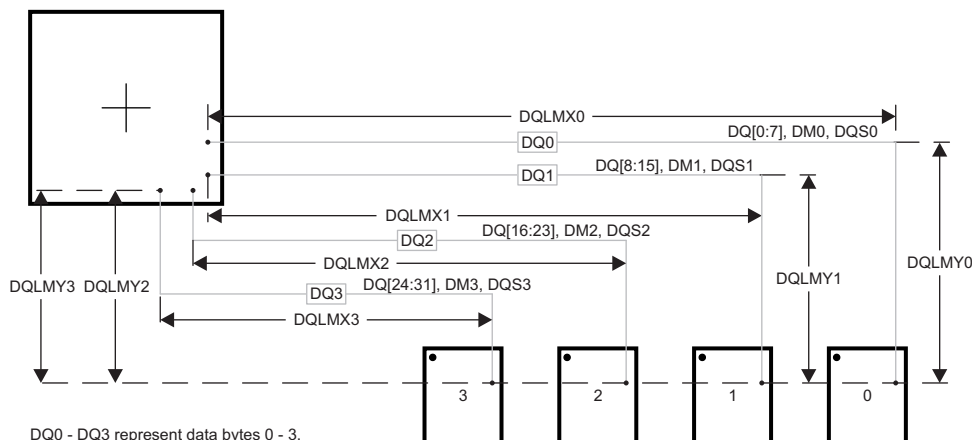 DQLMX0
DQ[0:7], DM0, DQS0
DQ0
DQ[8:15], DM1, DQS1
DQ1
DQLMX1
DQ[16:23], DM2, DQS2
DQ2
DQLMX2
DQLMY0
DQLMY1
DQLMY3
DQLMY2
DQ[24:31], DM3, DQS3
DQ3
DQLMX3
3
2
1
0
DQ0 - DQ3 represent data bytes 0 - 3.